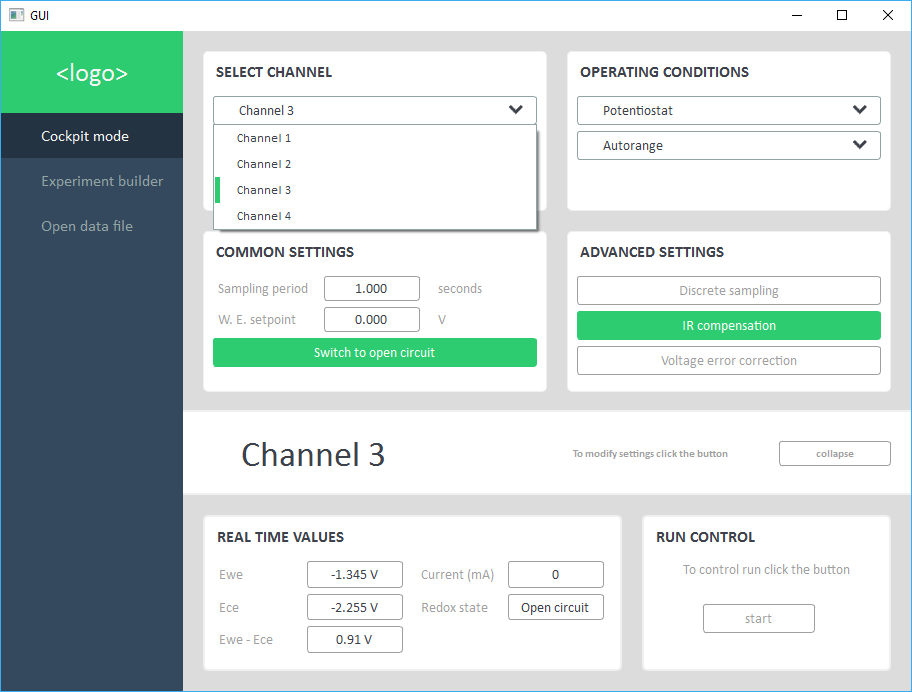 GUI
<logo>
Cockpit mode
Experiment builder
Open data file
SELECT CHANNEL
Channel 3
Channel 1
Channel 2
Channel 3
Channel 4
OPERATING CONDITIONS
Potentiostat
Autorange
COMMON SETTINGS
Sampling period 1.000 seconds
W. E. setpoint 0.000 V
Switch to open circuit
ADVANCED SETTINGS
Discrete sampling
IR compensation
Voltage error correction
Channel 3
To modify settings click the button
collapse
REAL TIME VALUES
Ewe -1.345 V Current (mA) 0
Ece -2.255 V Redox state Open circuit
Ewe - Ece 0.91 V
RUN CONTROL
To control run click the button
start